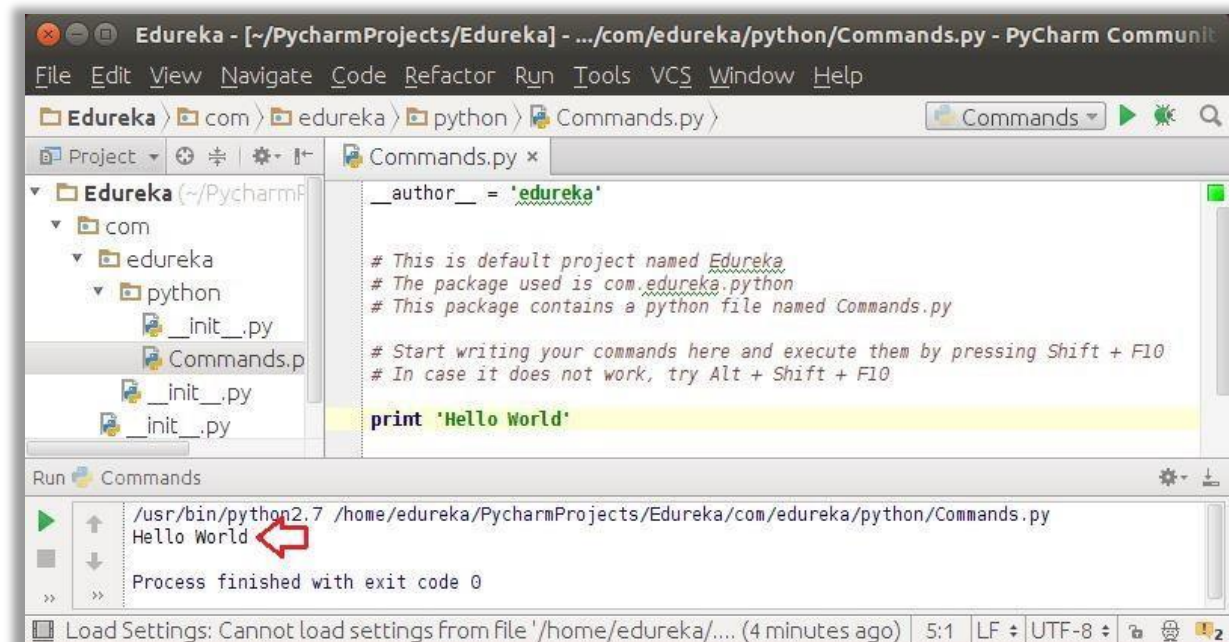 Edureka - [~/PycharmProjects/Edureka] - .../com/edureka/python/Commands.py - PyCharm Communit
File Edit View Navigate Code Refactor Run Tools VCS Window Help
Edureka com edureka python Commands.py Commands
Project Commands.py ×
Edureka (~/PycharmP
com
edureka
python
__init__.py
Commands.p
__init__.py
__init__.py
__author__ = 'edureka'
# This is default project named Edureka
# The package used is com.edureka.python
# This package contains a python file named Commands.py
# Start writing your commands here and execute them by pressing Shift + F10
# In case it does not work, try Alt + Shift + F10
print 'Hello World'
Run Commands
/usr/bin/python2.7 /home/edureka/PycharmProjects/Edureka/com/edureka/python/Commands.py
Hello World
Process finished with exit code 0
Load Settings: Cannot load settings from file '/home/edureka/.... (4 minutes ago) 5:1 LF UTF-8